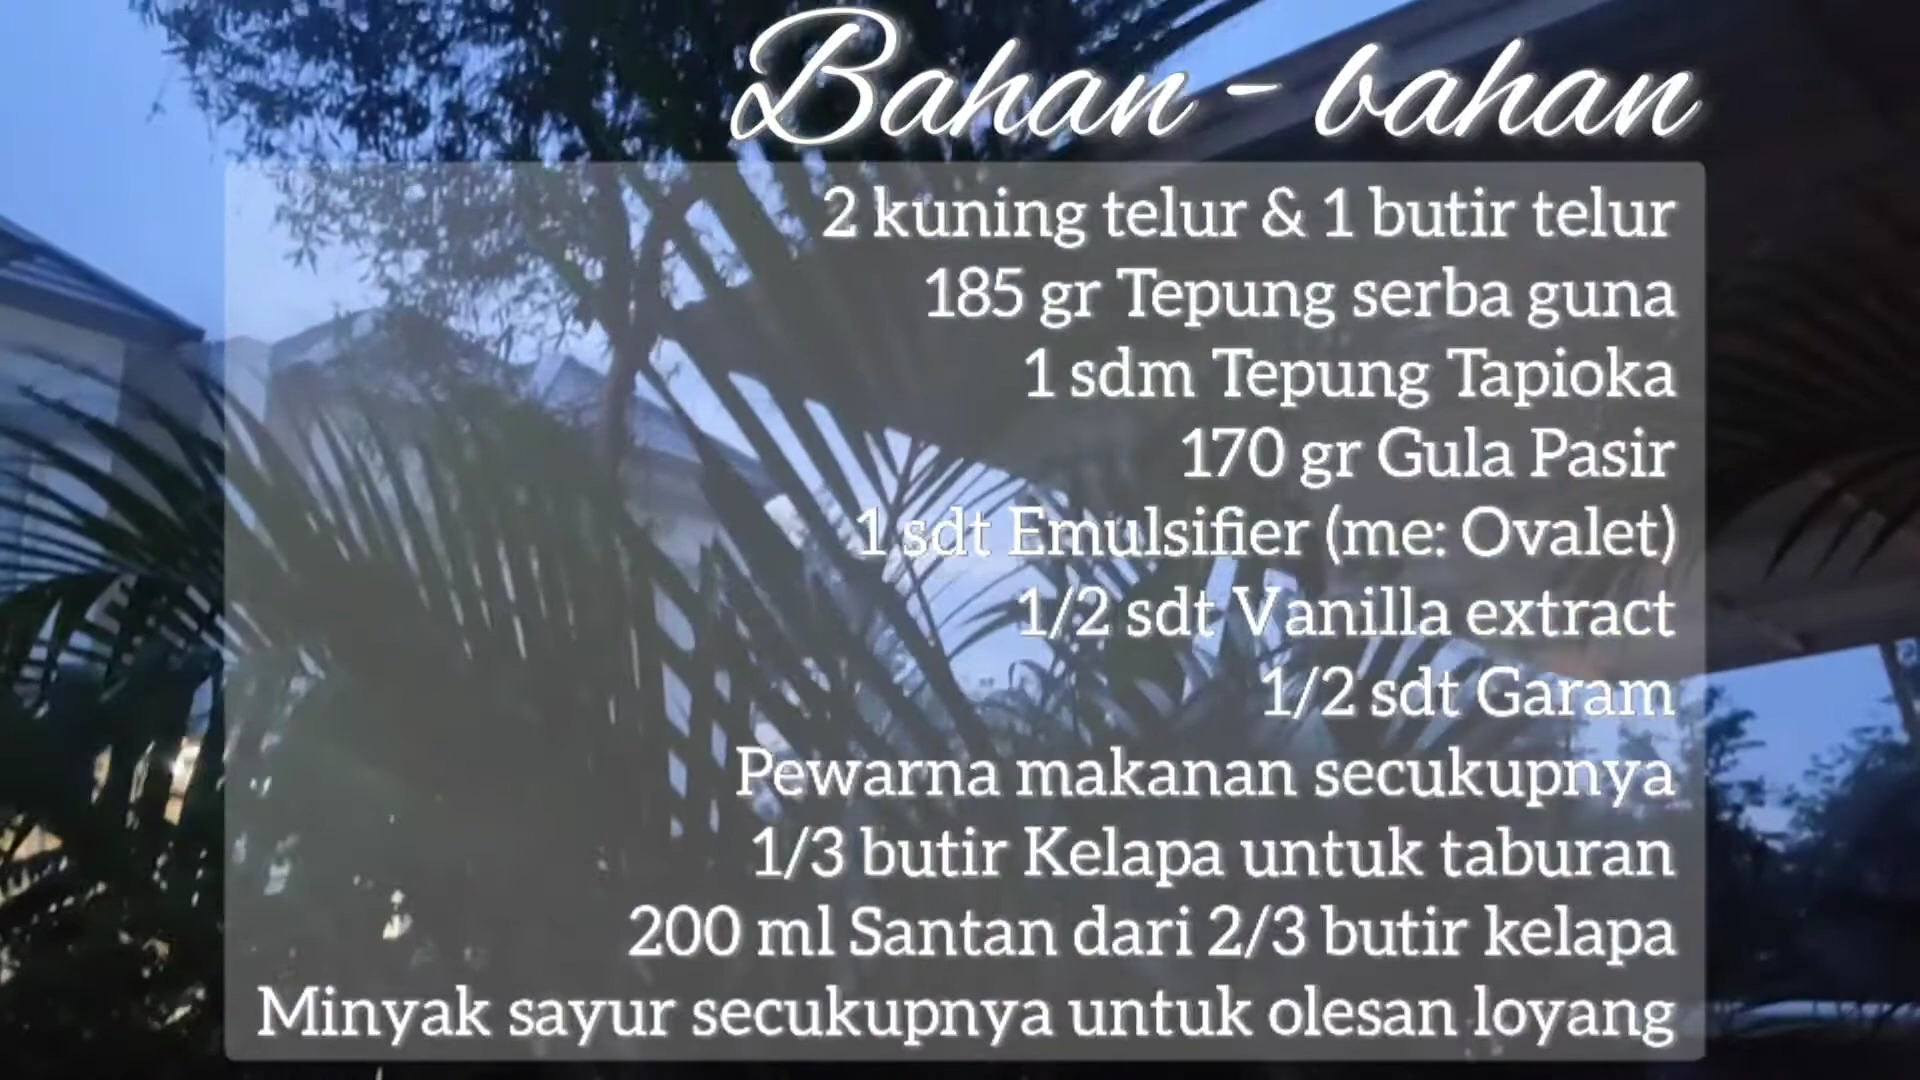 Bahan - bahan
2 kuning telur & 1 butir telur
185 gr Tepung serba guna
1 sdm Tepung Tapioka
170 gr Gula Pasir
1 sdt Emulsifier (me: Ovalet)
1/2 sdt Vanilla extract
1/2 sdt Garam
Pewarna makanan secukupnya
1/3 butir Kelapa untuk taburan
200 ml Santan dari 2/3 butir kelapa
Minyak sayur secukupnya untuk olesan loyang